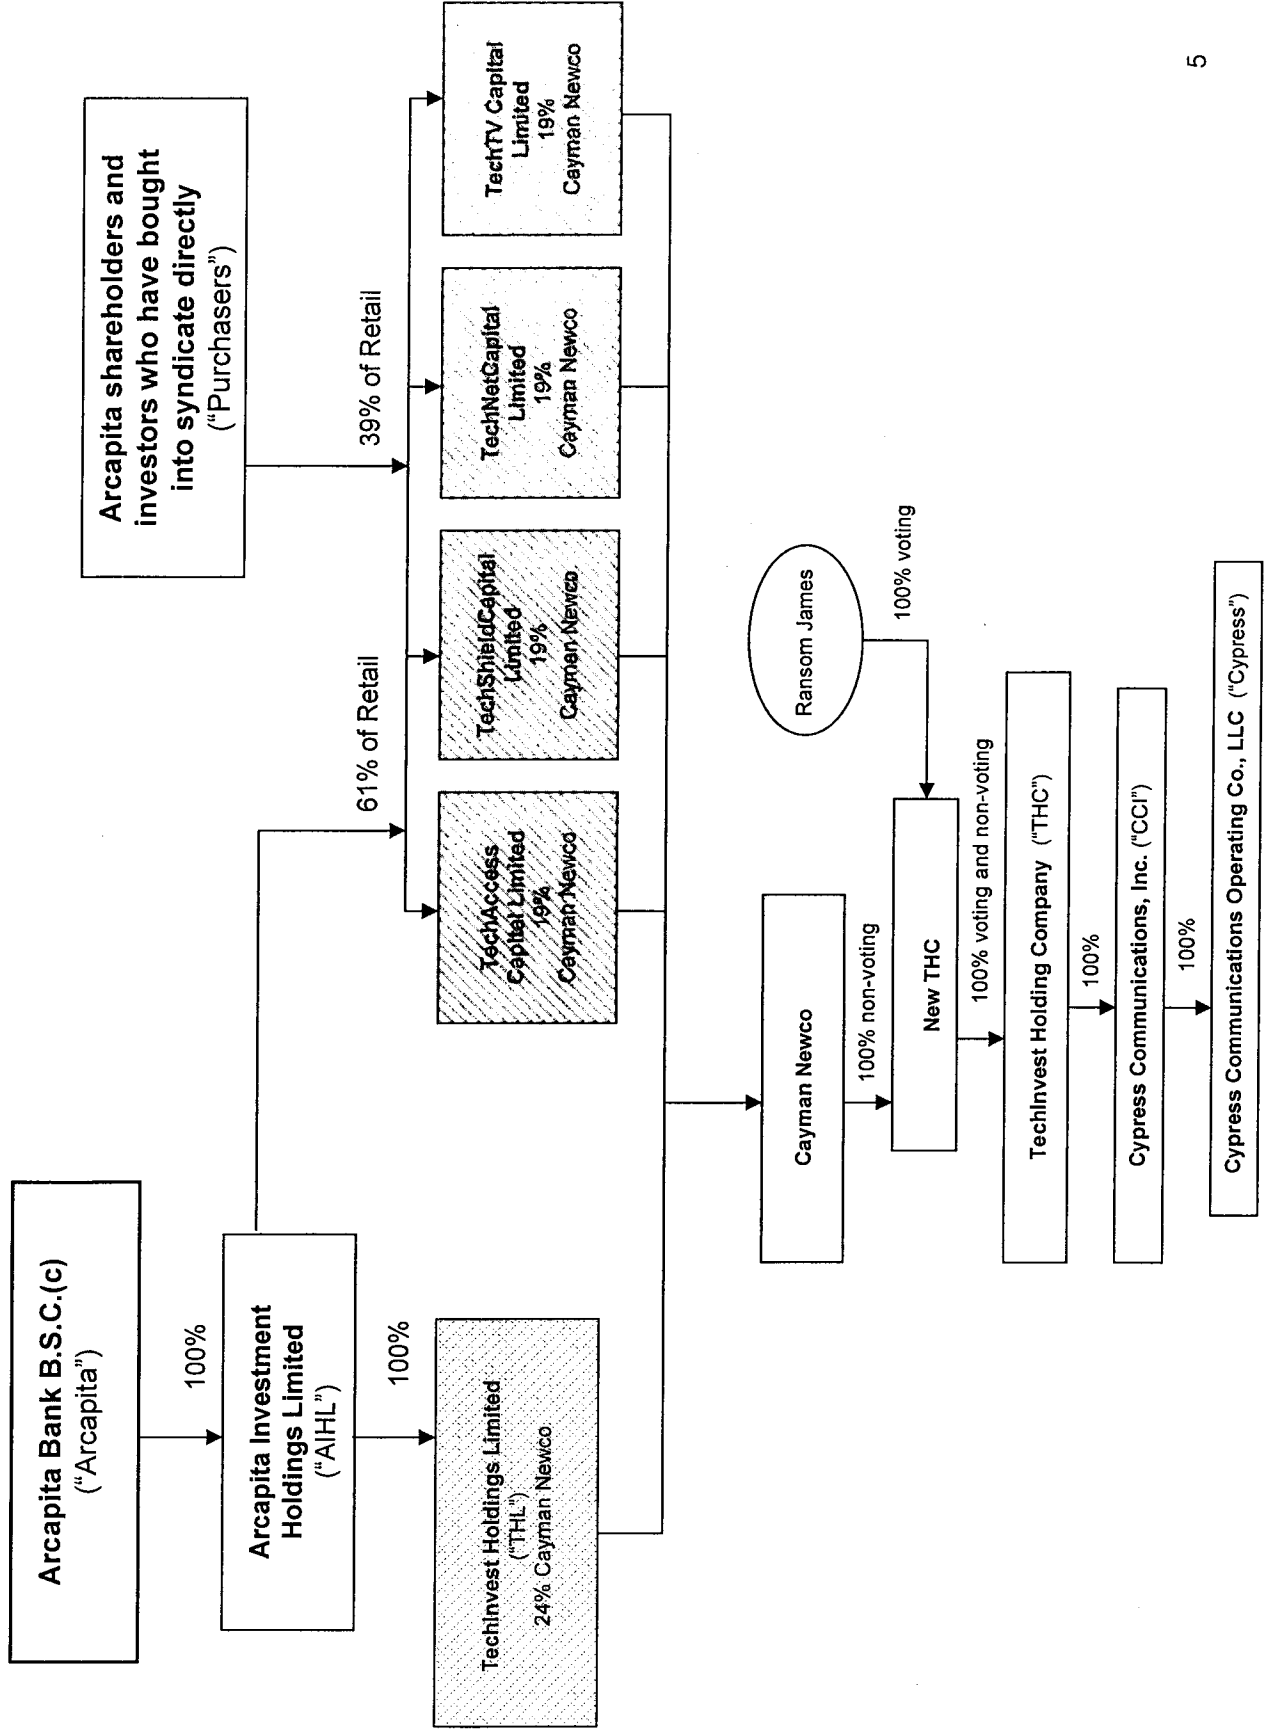 Arcapita Bank B.S.C.(c)
("Arcapita")
100%
Arcapita Investment
Holdings Limited
("AIHL")
100%
Arcapita shareholders and
investors who have bought
into syndicate directly
("Purchasers")
61% of Retail
39% of Retail
TechInvest Holdings Limited
("THL")
24% Cayman Newco
TechAccess
Capital Limited
19%
Cayman Newco
TechShieldCapital
Limited
19%
Cayman Newco
TechNetCapital
Limited
19%
Cayman Newco
TechTV Capital
Limited
19%
Cayman Newco
Cayman Newco
100% non-voting
Ransom James
100% voting
New THC
100% voting and non-voting
TechInvest Holding Company ("THC")
100%
Cypress Communications, Inc. ("CCI")
100%
Cypress Communications Operating Co., LLC ("Cypress")
5